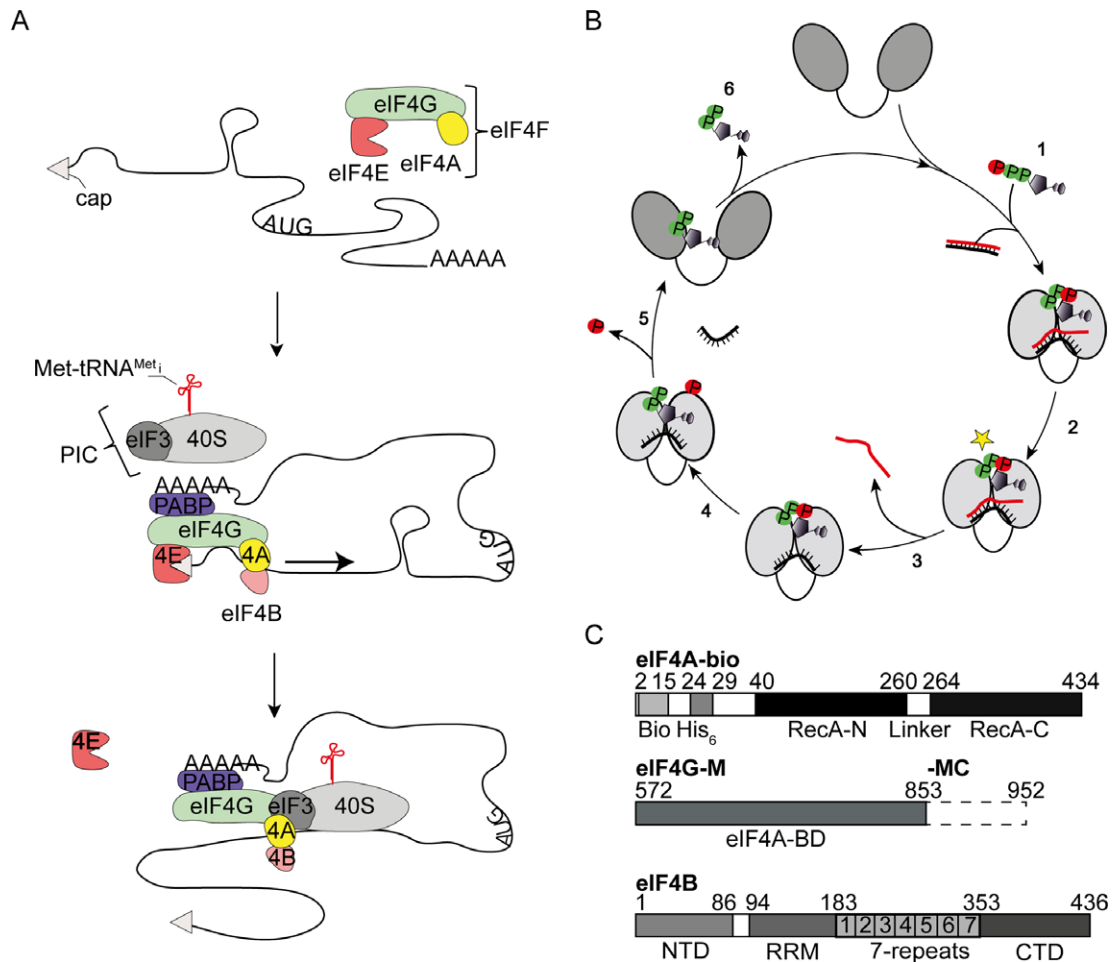 A
eIF4G
eIF4F
eIF4E
eIF4A
cap
AUG
AAAAA
Met-tRNA^Met i
PIC
eIF3
40S
AAAAA
PABP
eIF4G
4E
4A
eIF4B
AUG
4E
AAAAA
PABP
eIF4G
eIF3
40S
4A
4B
AUG
B
6
P
P
1
P P P
P
P
P
P P P
2
P P P
3
P P P
4
P
P
P
5
P
C
eIF4A-bio
2 15 24 29 40 260 264 434
Bio His6 RecA-N Linker RecA-C
eIF4G-M -MC
572 853 952
eIF4A-BD
eIF4B
1 86 94 183 353 436
1 2 3 4 5 6 7
NTD RRM 7-repeats CTD